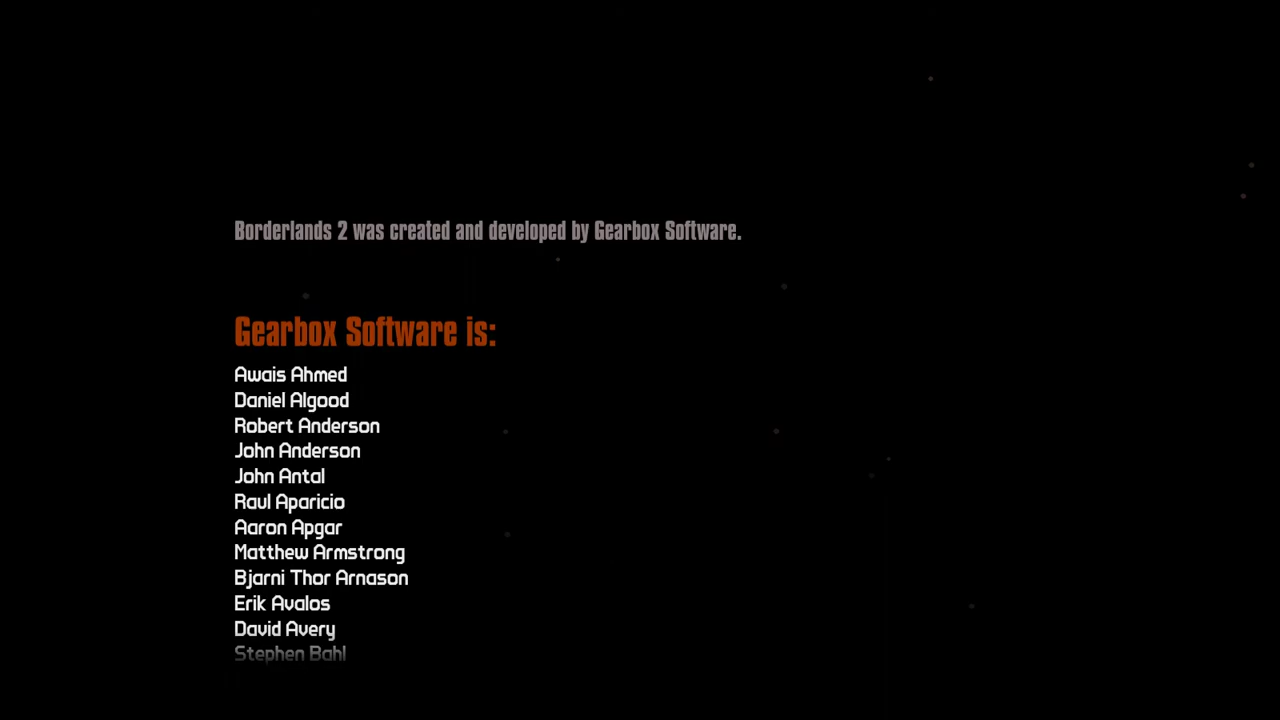 Borderlands 2 was created and developed by Gearbox Software.
Gearbox Software is:
Awais Ahmed
Daniel Algood
Robert Anderson
John Anderson
John Antal
Raul Aparicio
Aaron Apgar
Matthew Armstrong
Bjarni Thor Arnason
Erik Avalos
David Avery
Stephen Bahl